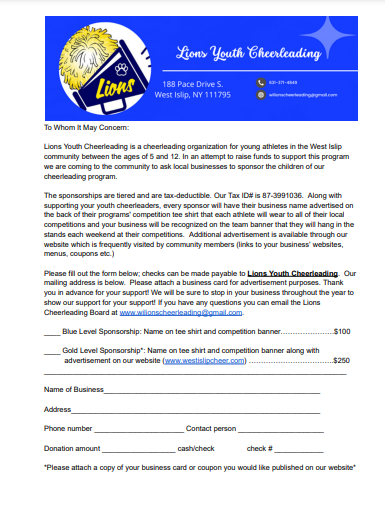 Lions
Lions Youth Cheerleading
188 Pace Drive S.
West Islip, NY 111795
631-371-4849
wilionscheerleading@gmail.com
To Whom It May Concern:
Lions Youth Cheerleading is a cheerleading organization for young athletes in the West Islip
community between the ages of 5 and 12. In an attempt to raise funds to support this program
we are coming to the community to ask local businesses to sponsor the children of our
cheerleading program.
The sponsorships are tiered and are tax-deductible. Our Tax ID# is 87-3991036. Along with
supporting your youth cheerleaders, every sponsor will have their business name advertised on
the back of their programs' competition tee shirt that each athlete will wear to all of their local
competitions and your business will be recognized on the team banner that they will hang in the
stands each weekend at their competitions. Additional advertisement is available through our
website which is frequently visited by community members (links to your business' websites,
menus, coupons etc.)
Please fill out the form below; checks can be made payable to Lions Youth Cheerleading. Our
mailing address is below. Please attach a business card for advertisement purposes. Thank
you in advance for your support! We will be sure to stop in your business throughout the year to
show our support for your support! If you have any questions you can email the Lions
Cheerleading Board at www.wilionscheerleading@gmail.com.
____ Blue Level Sponsorship: Name on tee shirt and competition banner......................$100
____ Gold Level Sponsorship*: Name on tee shirt and competition banner along with
advertisement on our website (www.westislipcheer.com) ....................................$250
Name of Business____________________
Address____________________
Phone number ____________________ Contact person ____________________
Donation amount ____________________ cash/check check # ____________
*Please attach a copy of your business card or coupon you would like published on our website*